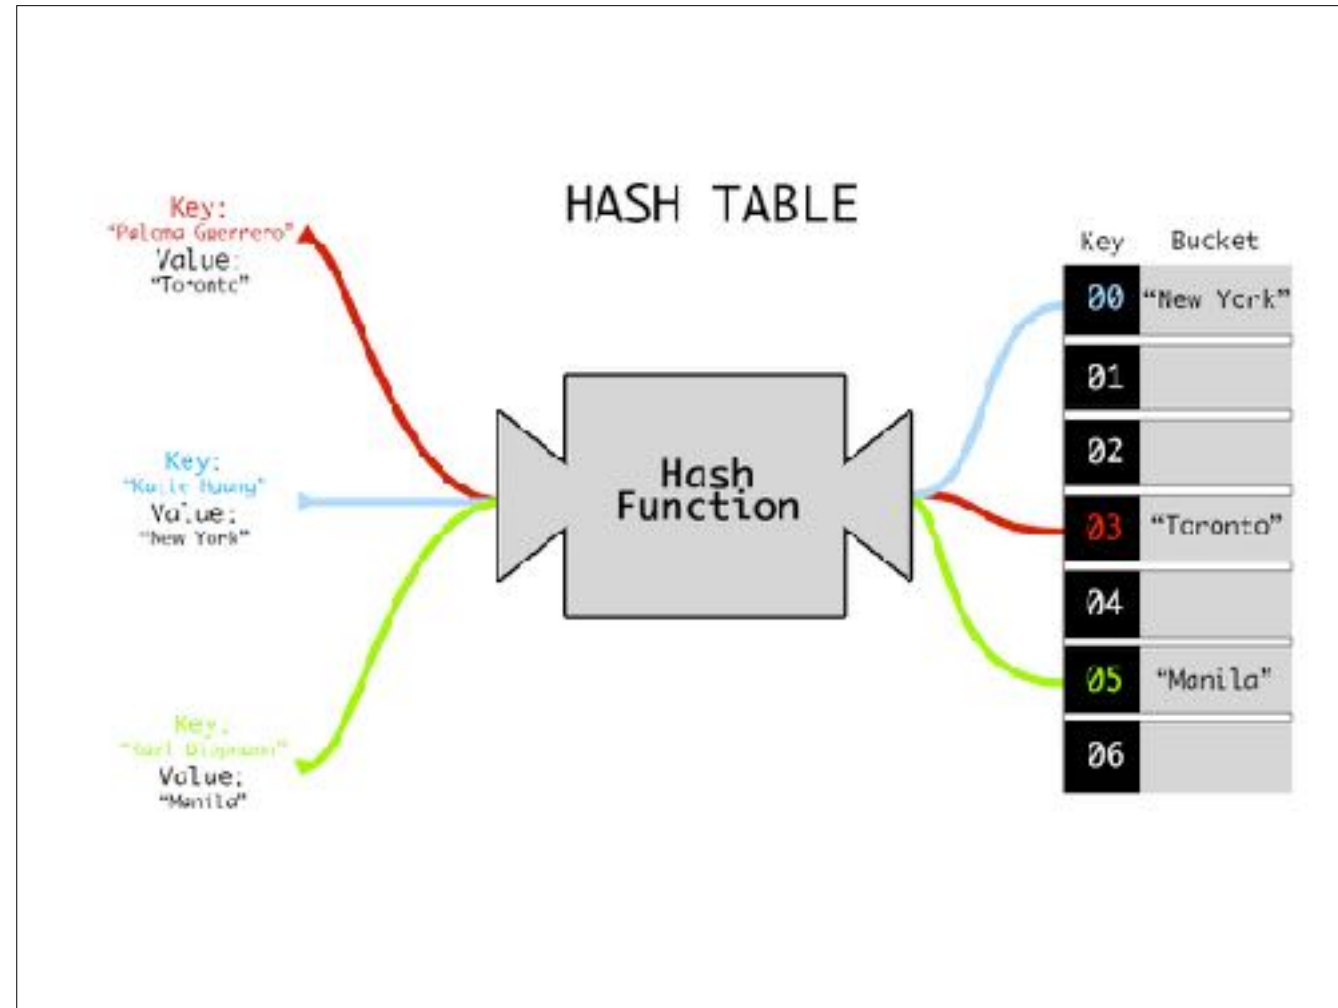 HASH TABLE
Key:
"Paloma Guerrero"
Value:
"Toronto"
Key:
Value:
"New York"
Key:
Value:
"Manila"
Hash
Function
Key Bucket
00 "New York"
01
02
03 "Toronto"
04
05 "Manila"
06